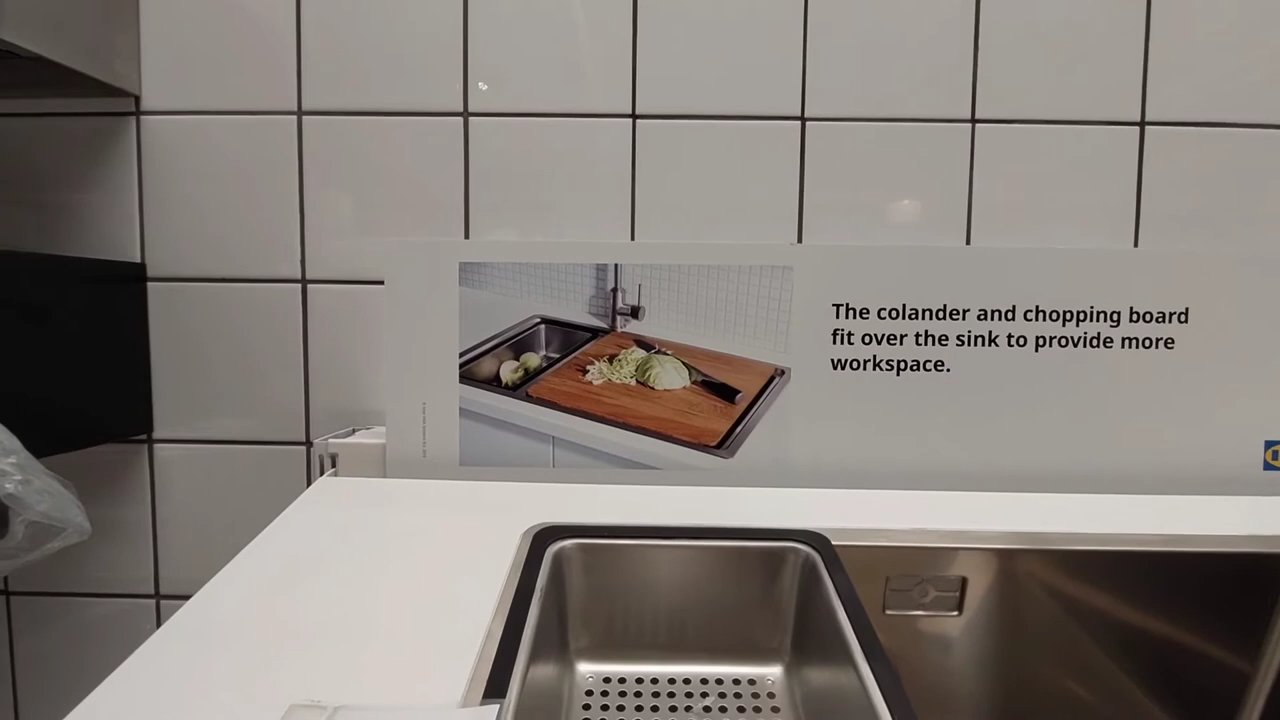 The colander and chopping board
fit over the sink to provide more
workspace.